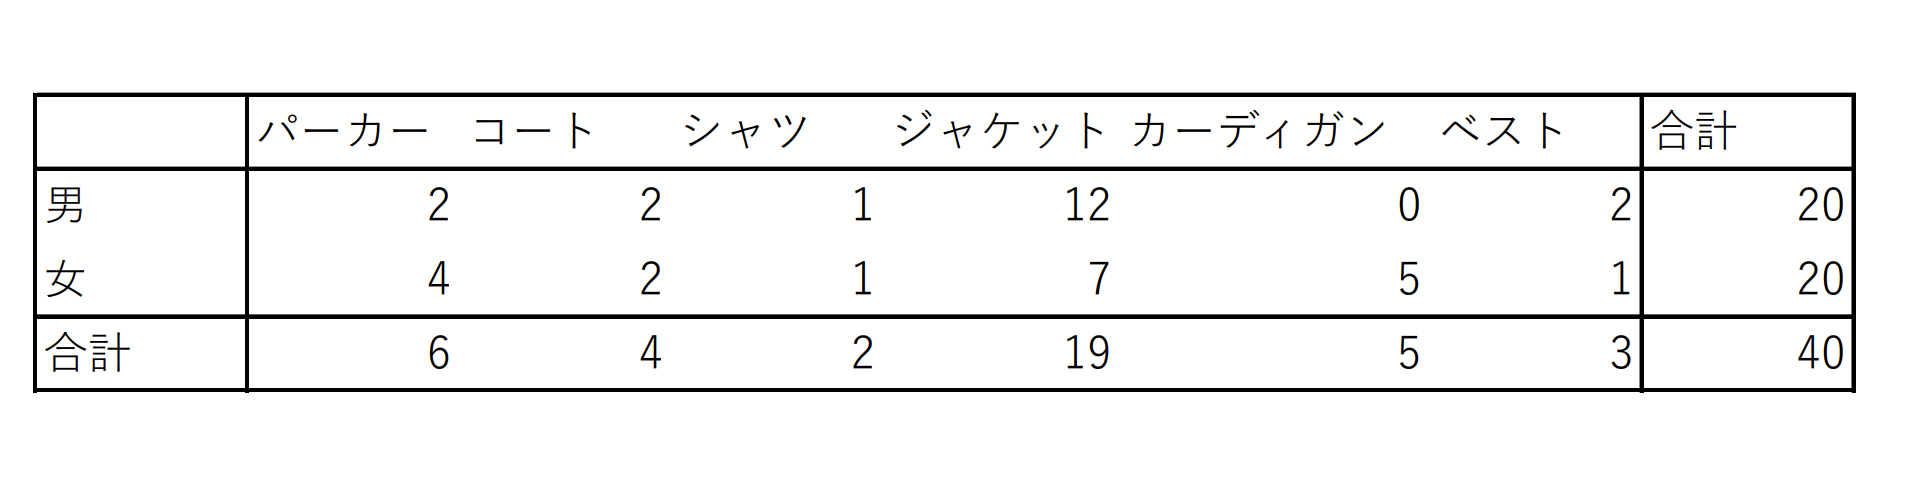 パーカー コート シャツ ジャケット カーディガン ベスト 合計
男 2 2 1 12 0 2 20
女 4 2 1 7 5 1 20
合計 6 4 2 19 5 3 40